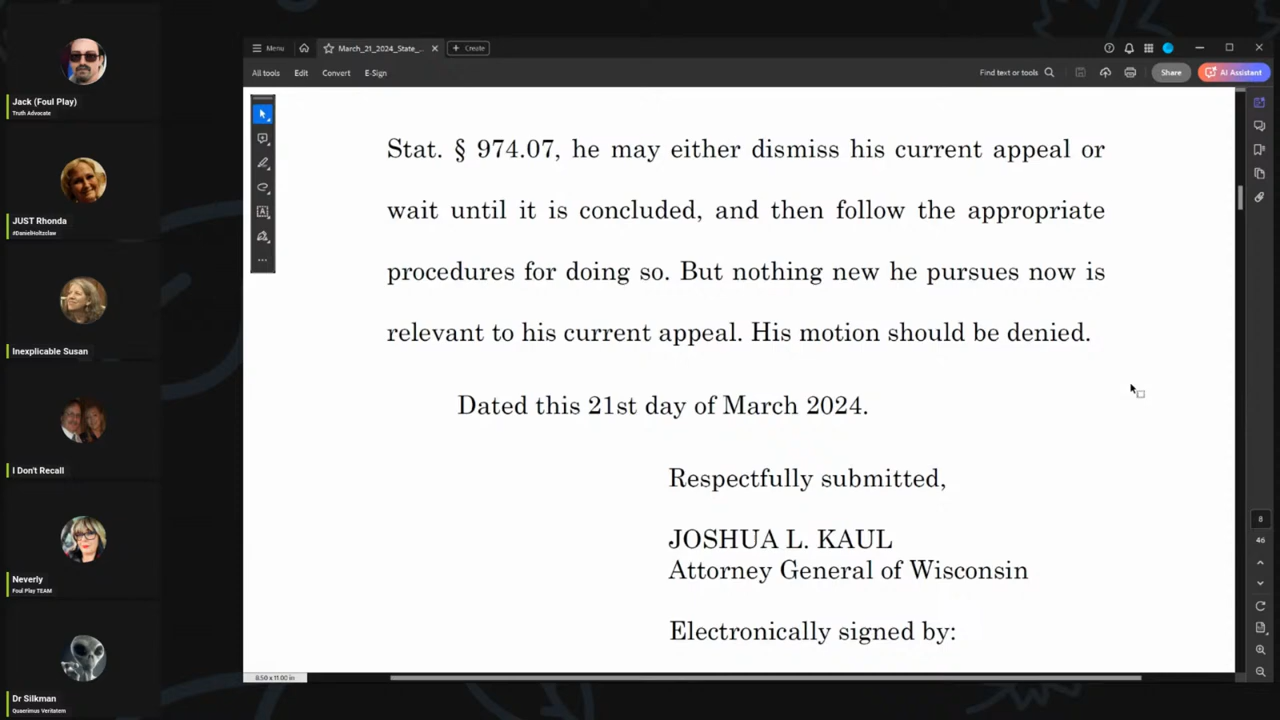 Jack (Foul Play)
Truth Advocate
JUST Rhonda
#DanielHoltzclaw
Inexplicable Susan
I Don't Recall
Neverly
Foul Play TEAM
Dr Silkman
Quaerimus Veritatem
Menu
March_21_2024_State_...
Create
All tools
Edit
Convert
E-Sign
Find text or tools
Share
AI Assistant
Stat. § 974.07, he may either dismiss his current appeal or
wait until it is concluded, and then follow the appropriate
procedures for doing so. But nothing new he pursues now is
relevant to his current appeal. His motion should be denied.
Dated this 21st day of March 2024.
Respectfully submitted,
JOSHUA L. KAUL
Attorney General of Wisconsin
Electronically signed by:
8
46
8.50 x 11.00 in